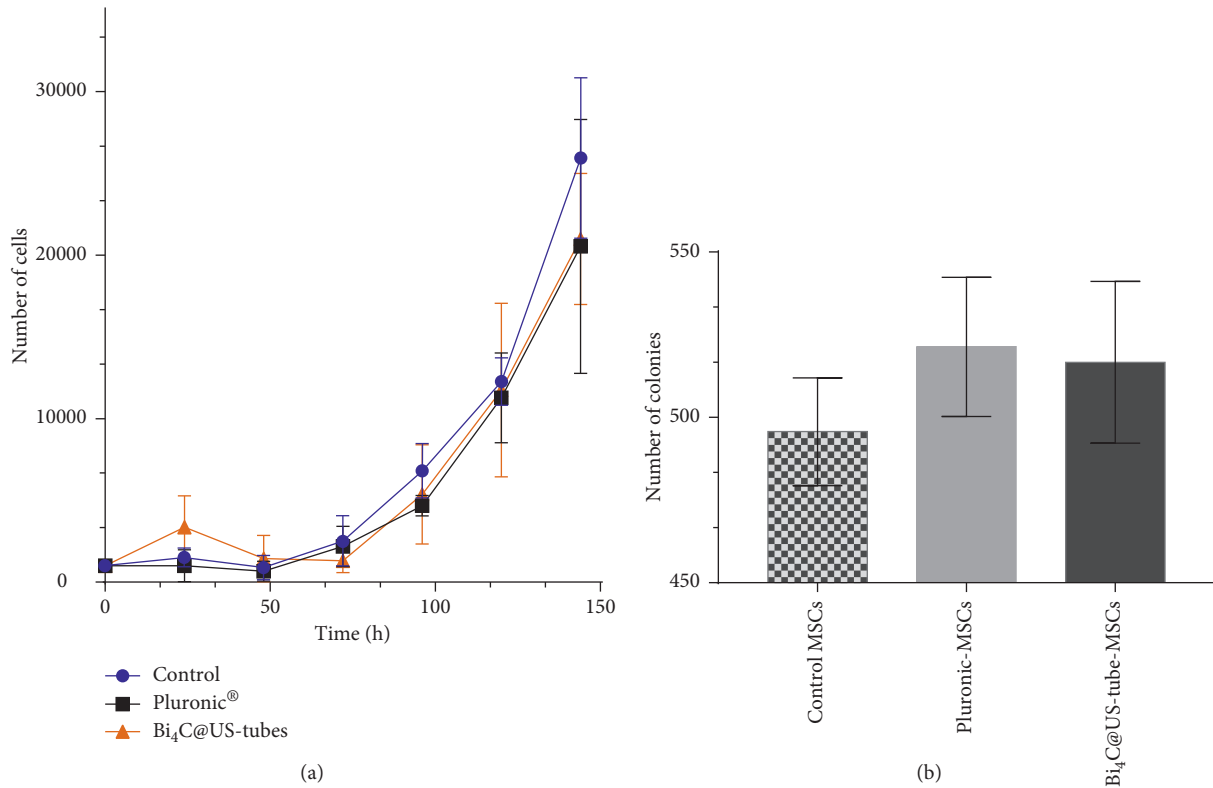 30000
20000
10000
0
Number of cells
0
50
100
150
Time (h)
Control
Pluronic®
Bi₄C@US-tubes
(a)
550
500
450
Number of colonies
Control MSCs
Pluronic-MSCs
Bi₄C@US-tube-MSCs
(b)